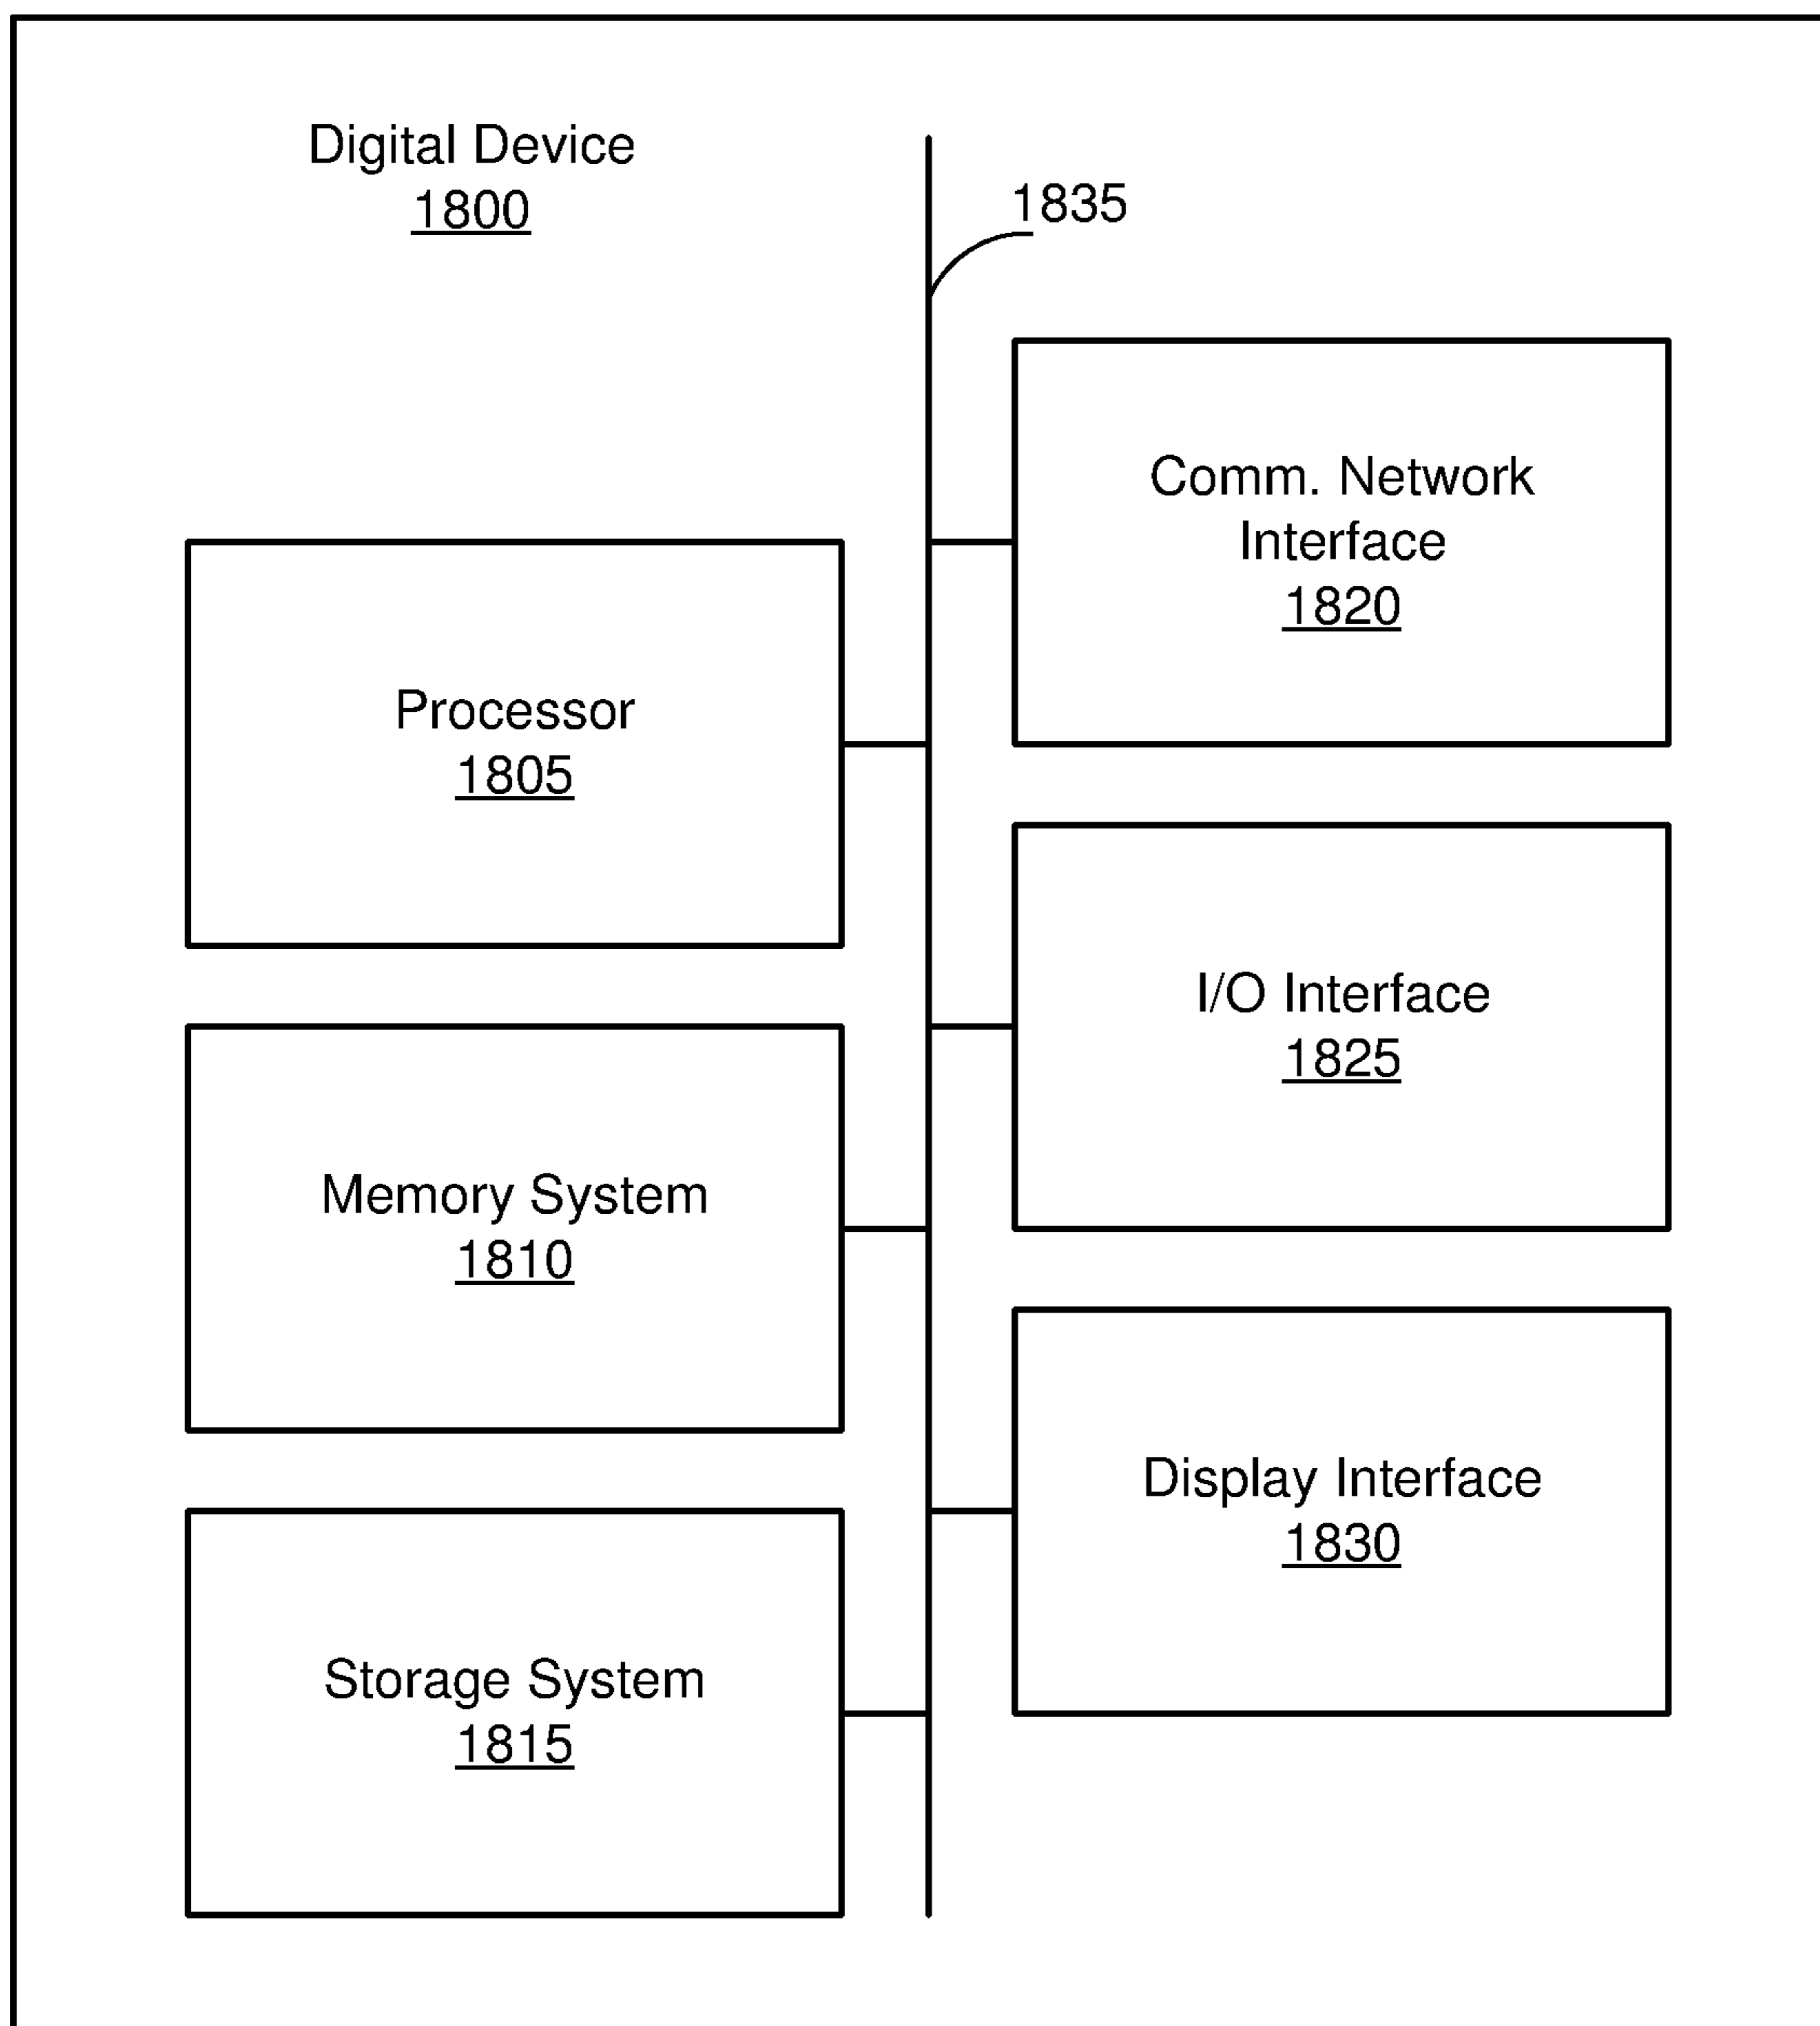 Digital Device
1800
1835
Comm. Network
Interface
1820
Processor
1805
I/O Interface
1825
Memory System
1810
Display Interface
1830
Storage System
1815